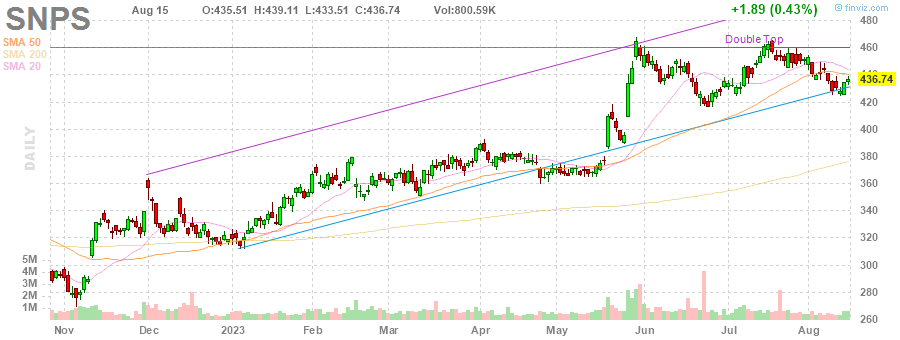 SNPS
Aug 15 O:435.51 H:439.11 L:433.51 C:436.74 Vol:800.59K
+1.89 (0.43%)
© finviz.com
SMA 50
SMA 200
SMA 20
DAILY
Double Top
480
460
440
436.74
420
400
380
360
340
320
300
280
260
5M
4M
3M
2M
1M
Nov Dec 2023 Feb Mar Apr May Jun Jul Aug